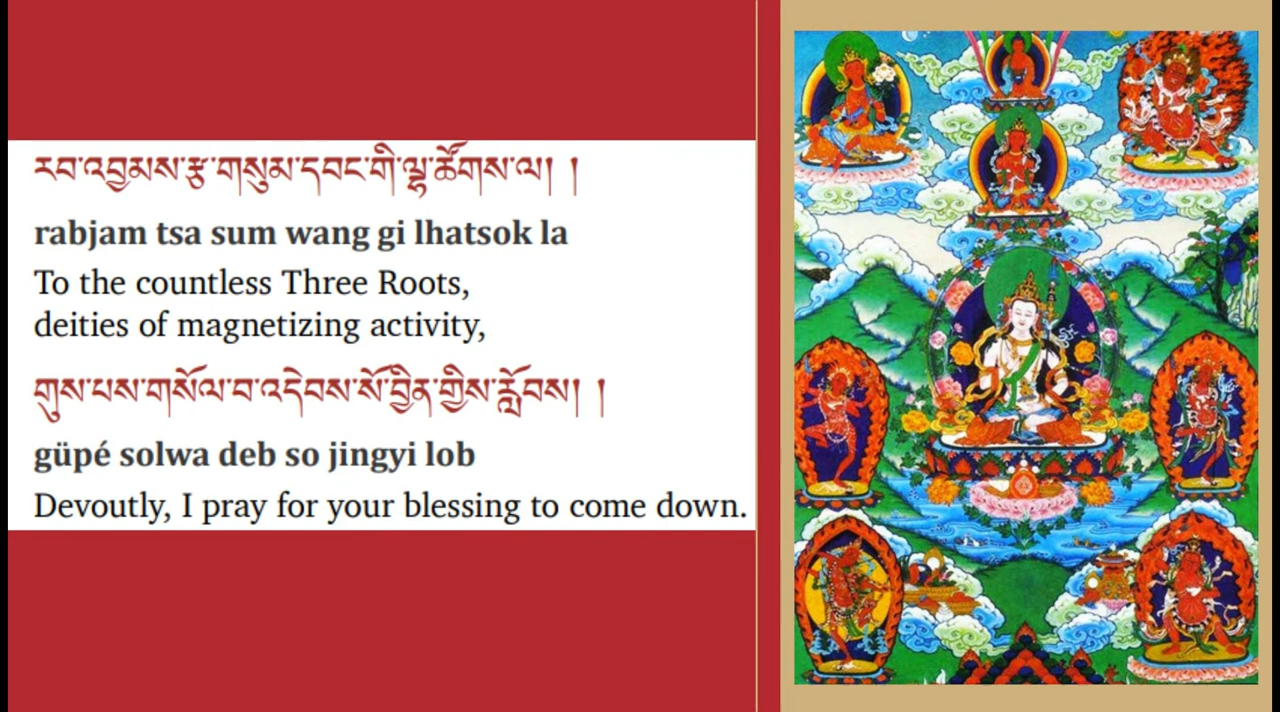 རབ་འབྱམས་རྩ་གསུམ་དབང་གི་ལྷ་ཚོགས་ལ། །
rabjam tsa sum wang gi lhatsok la
To the countless Three Roots,
deities of magnetizing activity,
གུས་པས་གསོལ་བ་འདེབས་སོ་བྱིན་གྱིས་རློབས། །
güpé solwa deb so jingyi lob
Devoutly, I pray for your blessing to come down.